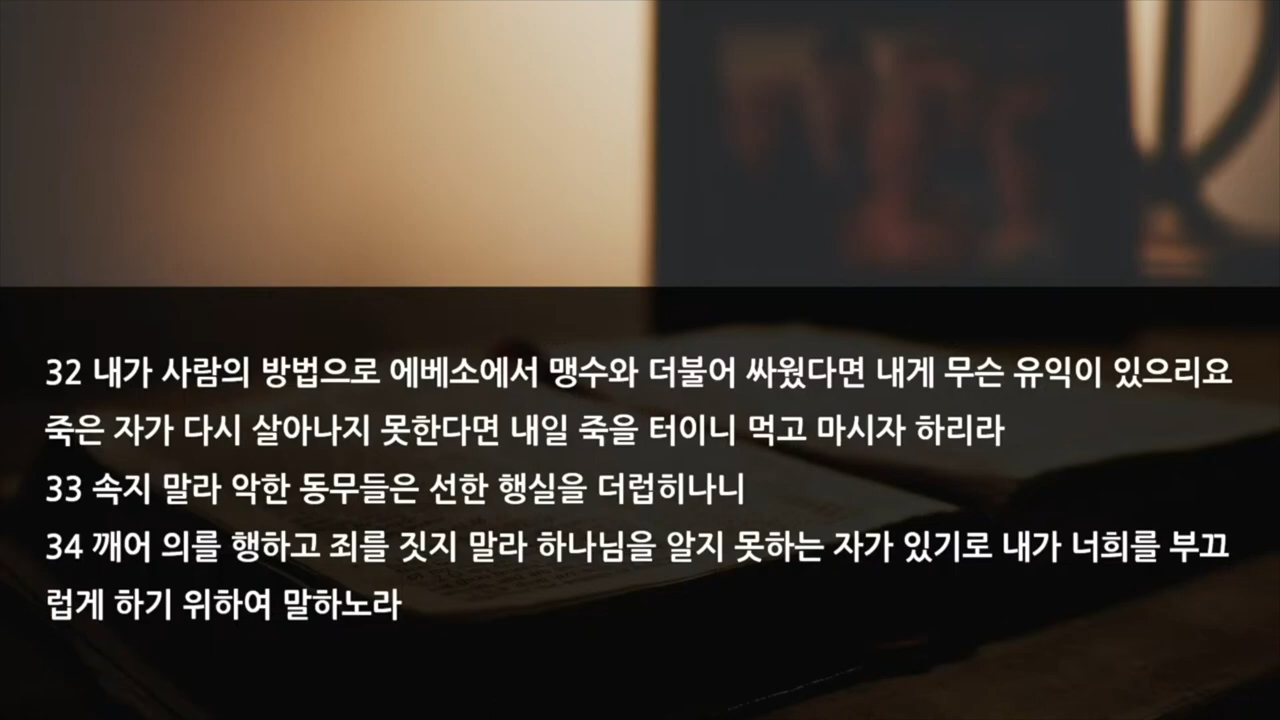 32 내가 사람의 방법으로 에베소에서 맹수와 더불어 싸웠다면 내게 무슨 유익이 있으리요
죽은 자가 다시 살아나지 못한다면 내일 죽을 터이니 먹고 마시자 하리라
33 속지 말라 악한 동무들은 선한 행실을 더럽히나니
34 깨어 의를 행하고 죄를 짓지 말라 하나님을 알지 못하는 자가 있기로 내가 너희를 부끄
럽게 하기 위하여 말하노라